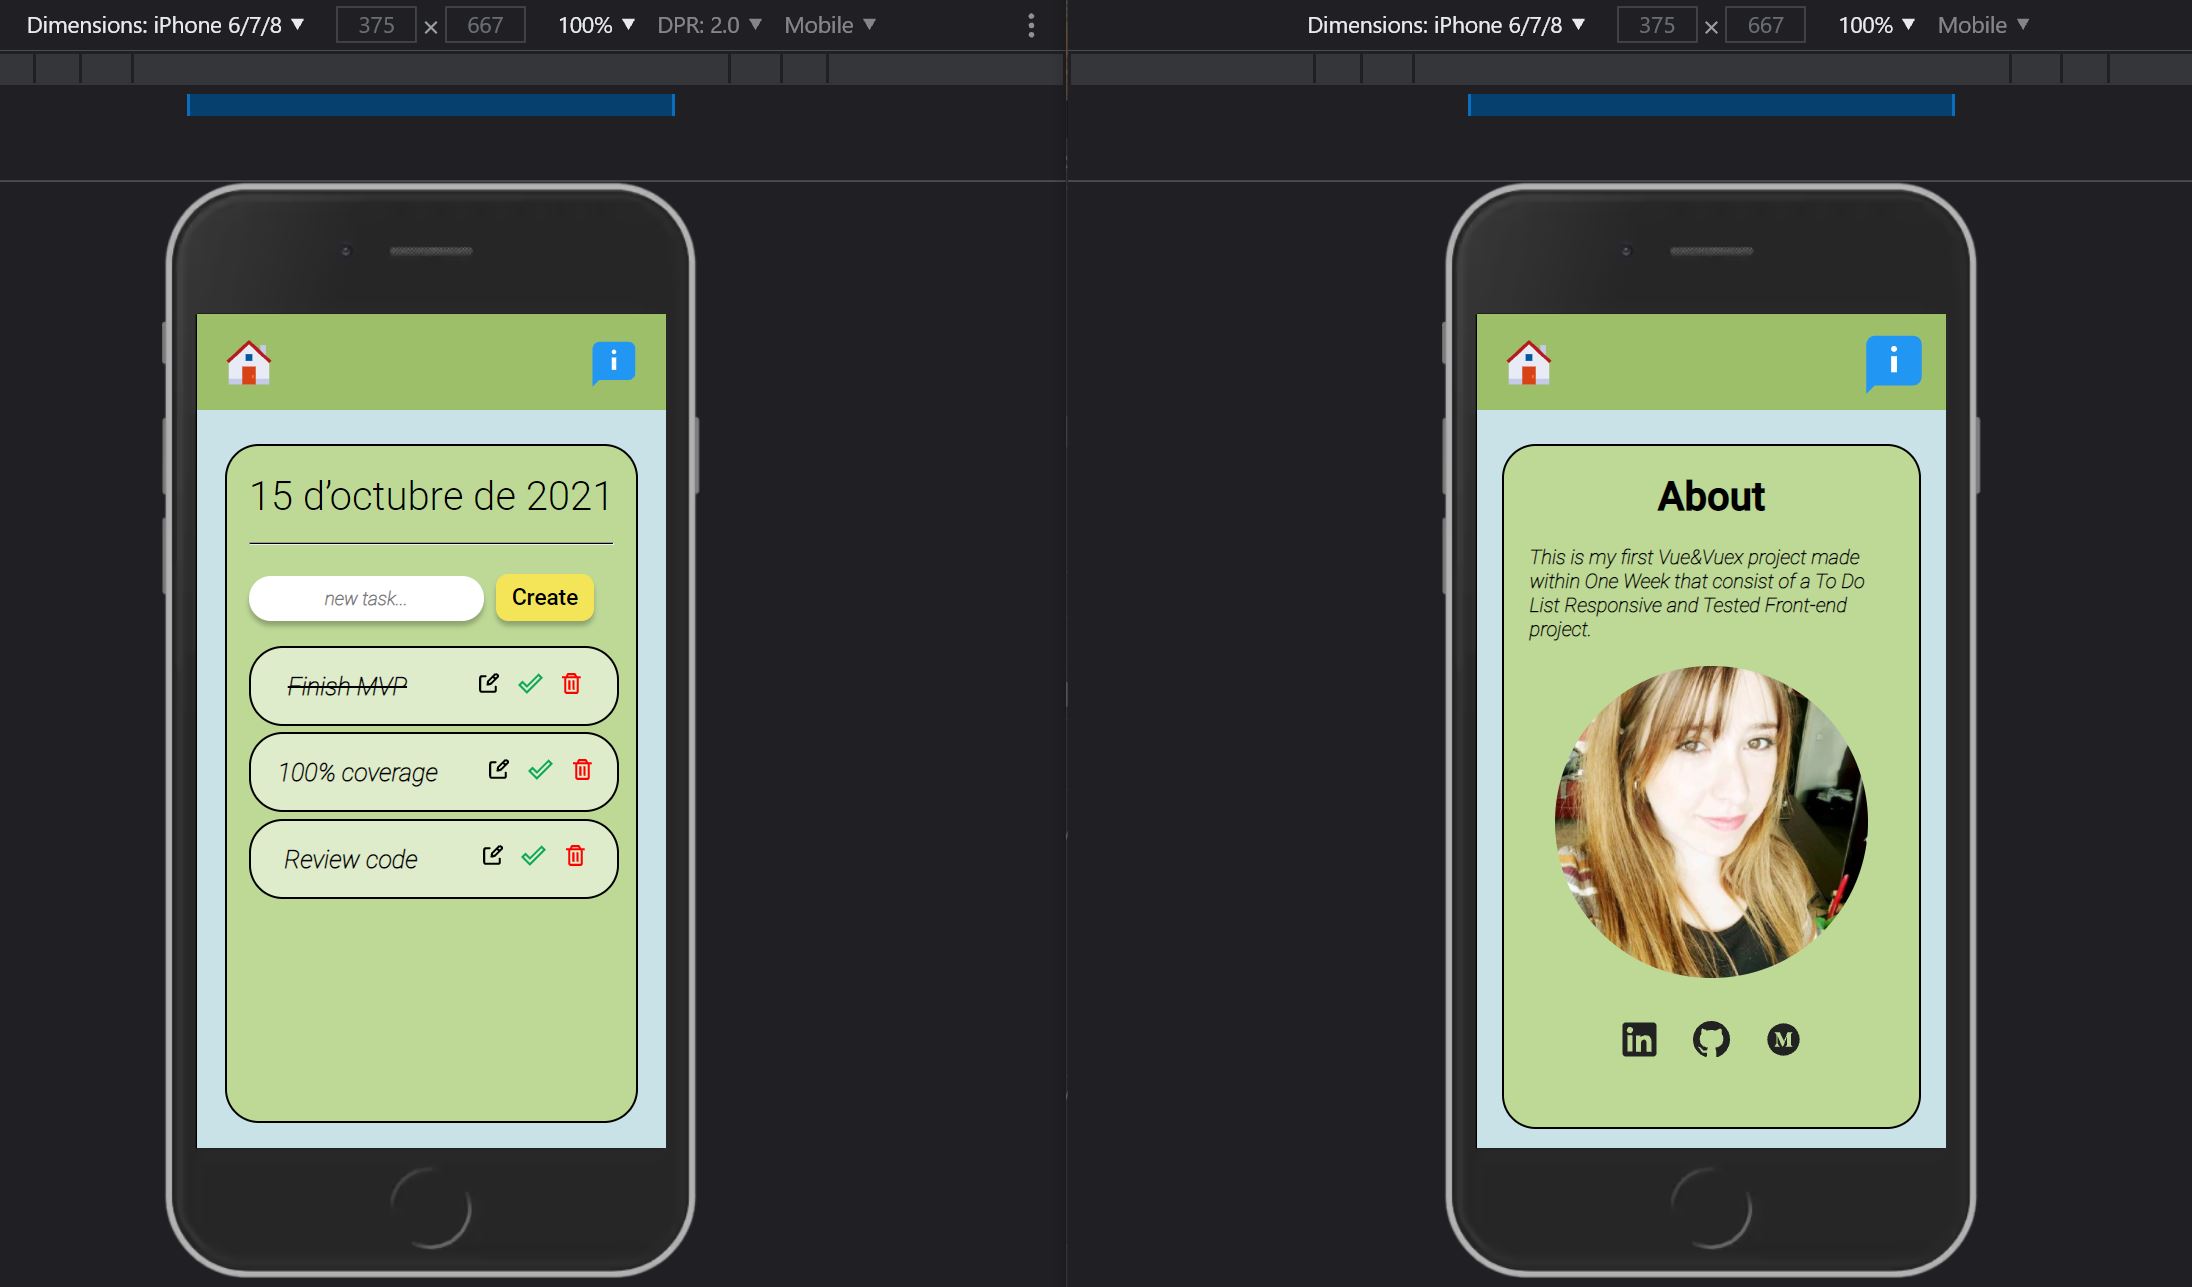 Dimensions: iPhone 6/7/8 ▼ 375 × 667 100% ▼ DPR: 2.0 ▼ Mobile ▼
i
15 d’octubre de 2021
new task...
Create
Finish MVP
100% coverage
Review code
Dimensions: iPhone 6/7/8 ▼ 375 × 667 100% ▼ Mobile ▼
i
About
This is my first Vue&Vuex project made
within One Week that consist of a To Do
List Responsive and Tested Front-end
project.
in
M